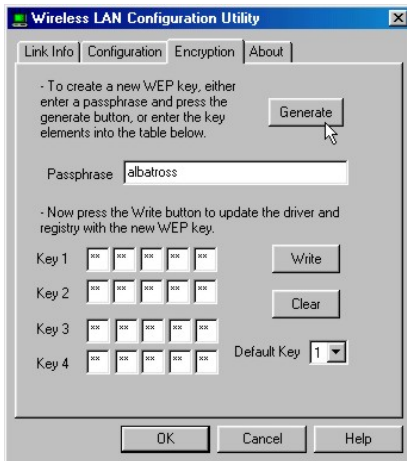 Wireless LAN Configuration Utility
Link Info Configuration Encryption About
- To create a new WEP key, either
enter a passphrase and press the
generate button, or enter the key
elements into the table below.
Generate
Passphrase albatross
- Now press the Write button to update the driver and
registry with the new WEP key.
Key 1 ** ** ** ** ** Write
Key 2 ** ** ** ** **
Clear
Key 3 ** ** ** ** **
Default Key 1
Key 4 ** ** ** ** **
OK Cancel Help